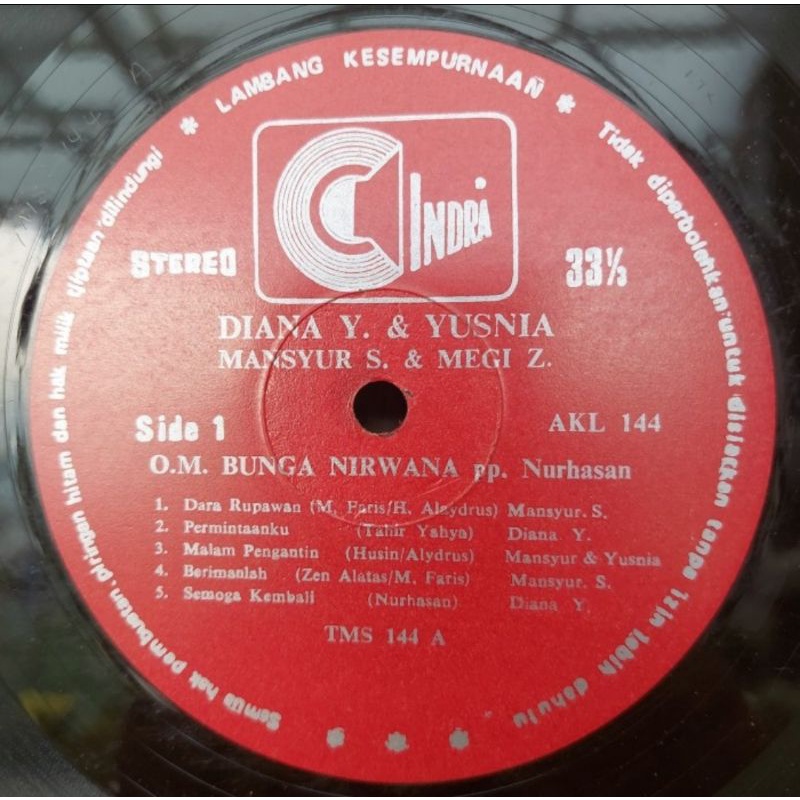 * LAMBANG KESEMPURNAAN *
Tidak diperbolehkan untuk disiarkan tanpa izin lebih dahulu
Semua hak pembuatan, piringan hitam dan hak milik ciptaan dilindungi
C INDRA
STEREO
33⅓
DIANA Y. & YUSNIA
MANSYUR S. & MEGI Z.
Side 1
AKL 144
O.M. BUNGA NIRWANA pp. Nurhasan
1. Dara Rupawan (M. Faris/H. Alaydrus) Mansyur. S.
2. Permintaanku (Tahir Yahya) Diana Y.
3. Malam Pengantin (Husin/Alydrus) Mansyur & Yusnia
4. Berimanlah (Zen Alatas/M. Faris) Mansyur. S.
5. Semoga Kembali (Nurhasan) Diana Y.
TMS 144 A
* * *